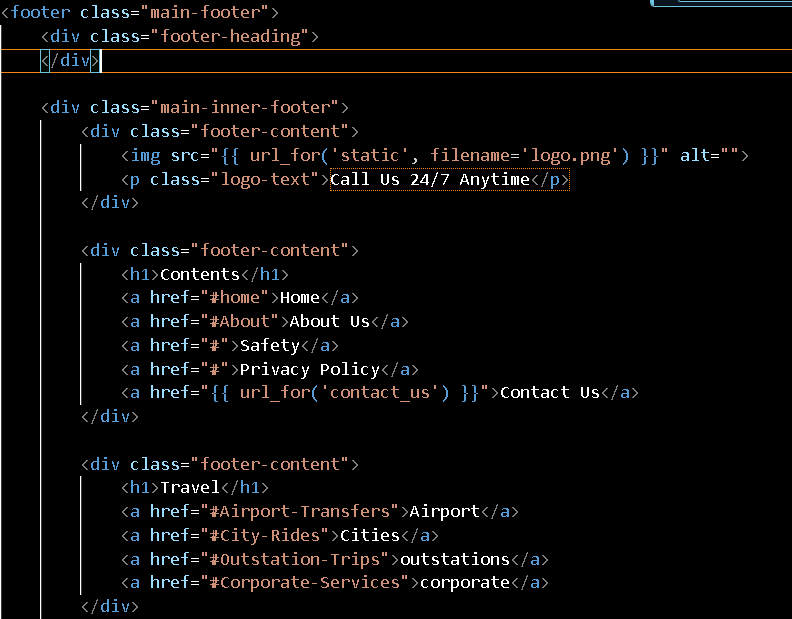 <footer class="main-footer">
<div class="footer-heading">
</div>
<div class="main-inner-footer">
<div class="footer-content">
<img src="{{ url_for('static', filename='logo.png') }}" alt="">
<p class="logo-text">Call Us 24/7 Anytime</p>
</div>
<div class="footer-content">
<h1>Contents</h1>
<a href="#home">Home</a>
<a href="#About">About Us</a>
<a href="#">Safety</a>
<a href="#">Privacy Policy</a>
<a href="{{ url_for('contact_us') }}">Contact Us</a>
</div>
<div class="footer-content">
<h1>Travel</h1>
<a href="#Airport-Transfers">Airport</a>
<a href="#City-Rides">Cities</a>
<a href="#Outstation-Trips">outstations</a>
<a href="#Corporate-Services">corporate</a>
</div>